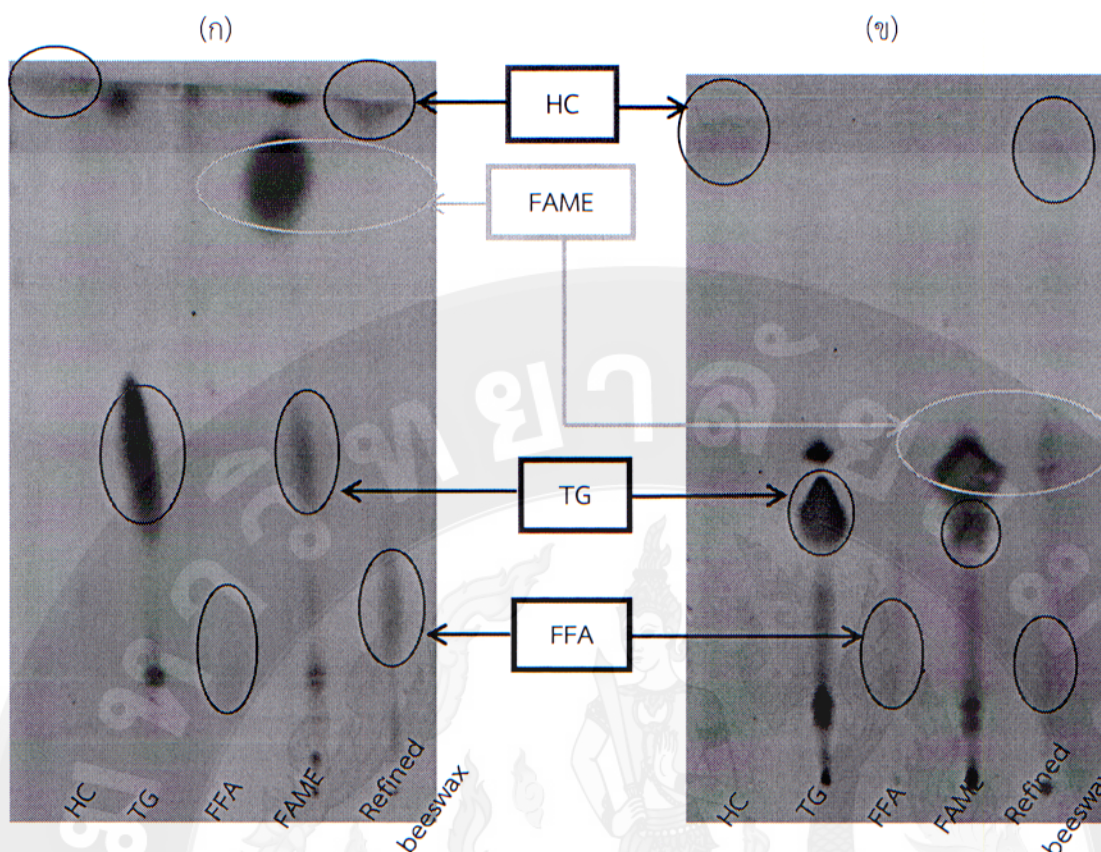 (ก)
(ข)
HC
FAME
TG
FFA
HC
TG
FFA
FAME
Refined
beeswax
HC
TG
FFA
FAME
Refined
beeswax